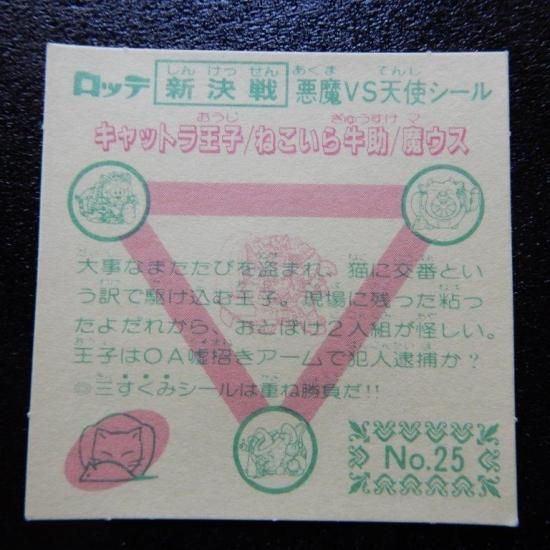 ロッテ 新決戦 悪魔VS天使シール
キャットラ王子/ねこいら牛助/魔ウス
大事なまたたびを盗まれ、猫に交番とい
う訳で駆け込む王子。現場に残った粘っ
たよだれから、おとぼけ2人組が怪しい。
王子はOA嘘招きアームで犯人逮捕か?
◎三すくみシールは重ね勝負だ!!
No.25